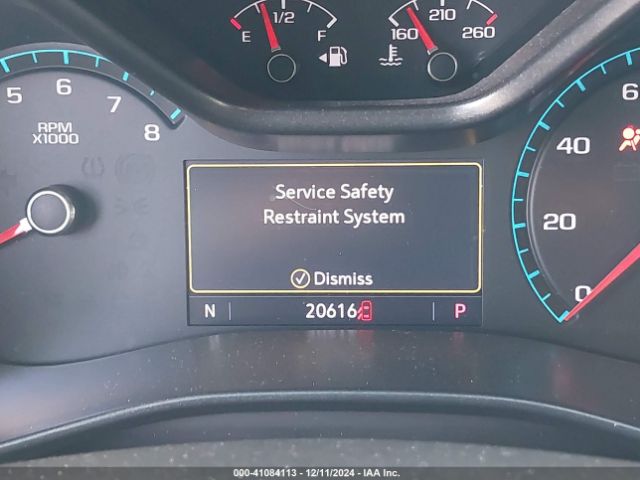 E 1/2 F
160 210 260
5 6 7 8
RPM
X1000
Service Safety
Restraint System
Dismiss
N 20616 P
0 20 40 6
000-41084113 - 12/11/2024 - IAA Inc.